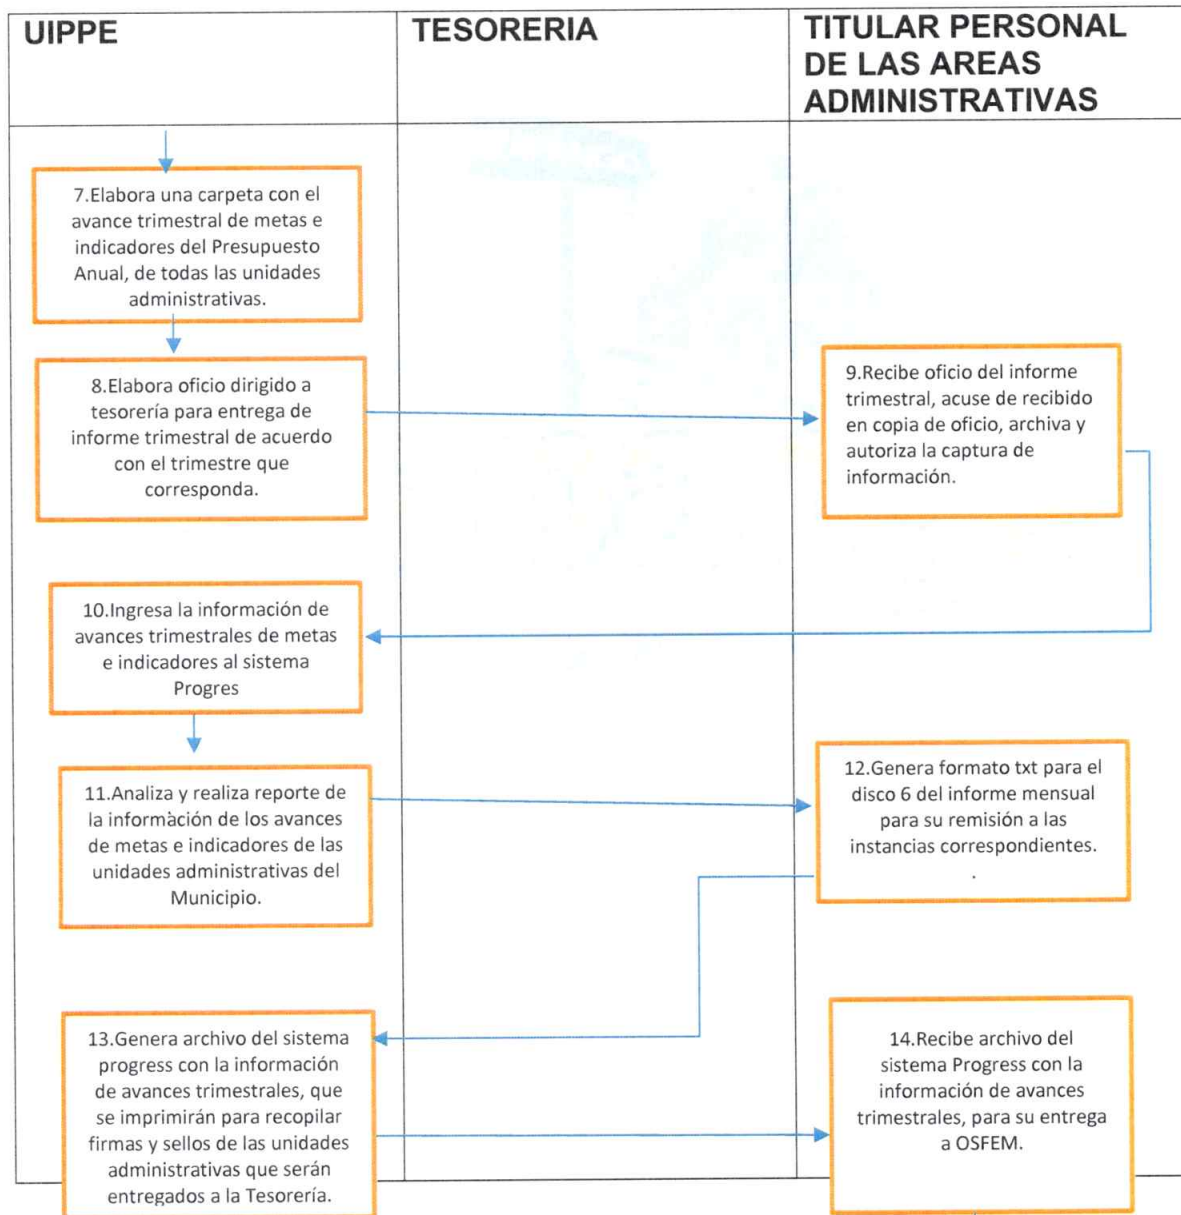 UIPPE
TESORERIA
TITULAR PERSONAL
DE LAS AREAS
ADMINISTRATIVAS
7.Elabora una carpeta con el
avance trimestral de metas e
indicadores del Presupuesto
Anual, de todas las unidades
administrativas.
8.Elabora oficio dirigido a
tesorería para entrega de
informe trimestral de acuerdo
con el trimestre que
corresponda.
9.Recibe oficio del informe
trimestral, acuse de recibido
en copia de oficio, archiva y
autoriza la captura de
información.
10.Ingresa la información de
avances trimestrales de metas
e indicadores al sistema
Progres
11.Analiza y realiza reporte de
la información de los avances
de metas e indicadores de las
unidades administrativas del
Municipio.
12.Genera formato txt para el
disco 6 del informe mensual
para su remisión a las
instancias correspondientes.
.
13.Genera archivo del sistema
progress con la información
de avances trimestrales, que
se imprimirán para recopilar
firmas y sellos de las unidades
administrativas que serán
entregados a la Tesorería.
14.Recibe archivo del
sistema Progress con la
información de avances
trimestrales, para su entrega
a OSFEM.